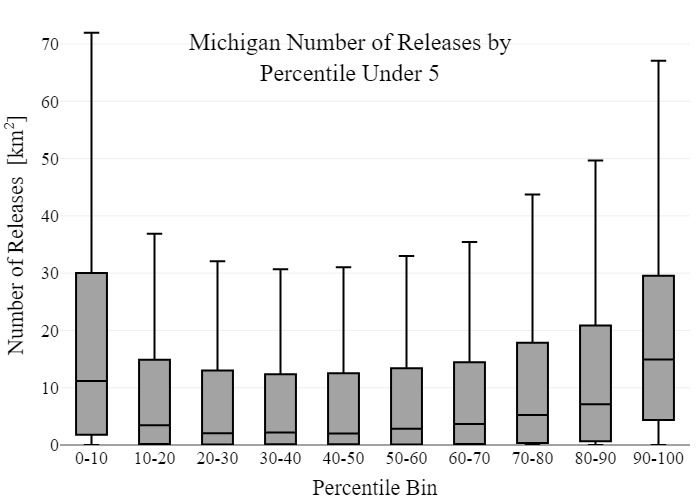 Michigan Number of Releases by
Percentile Under 5
Number of Releases [km²]
70
60
50
40
30
20
10
0
0-10 10-20 20-30 30-40 40-50 50-60 60-70 70-80 80-90 90-100
Percentile Bin